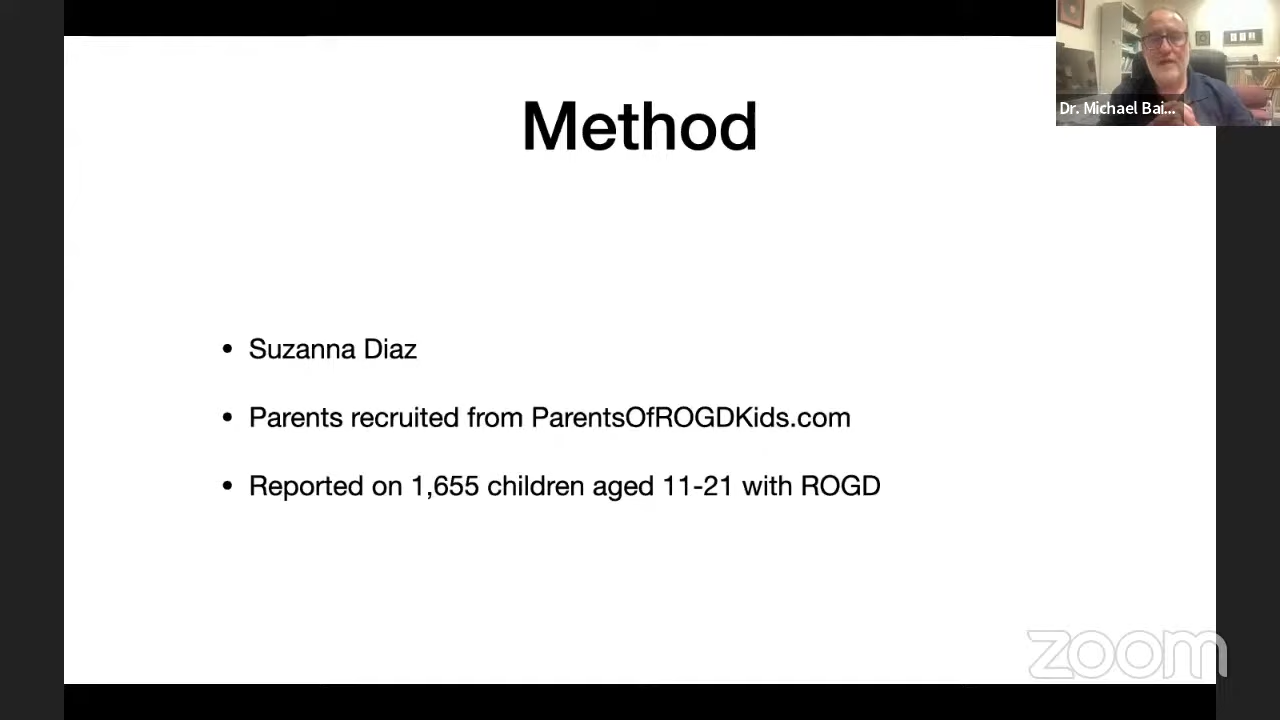 Dr. Michael Bai...
Method
• Suzanna Diaz
• Parents recruited from ParentsOfROGDKids.com
• Reported on 1,655 children aged 11-21 with ROGD
zoom